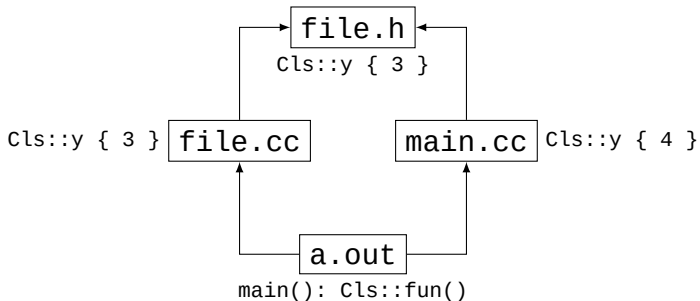 file.h
Cls::y { 3 }
Cls::y { 3 } file.cc main.cc Cls::y { 4 }
a.out
main(): Cls::fun()